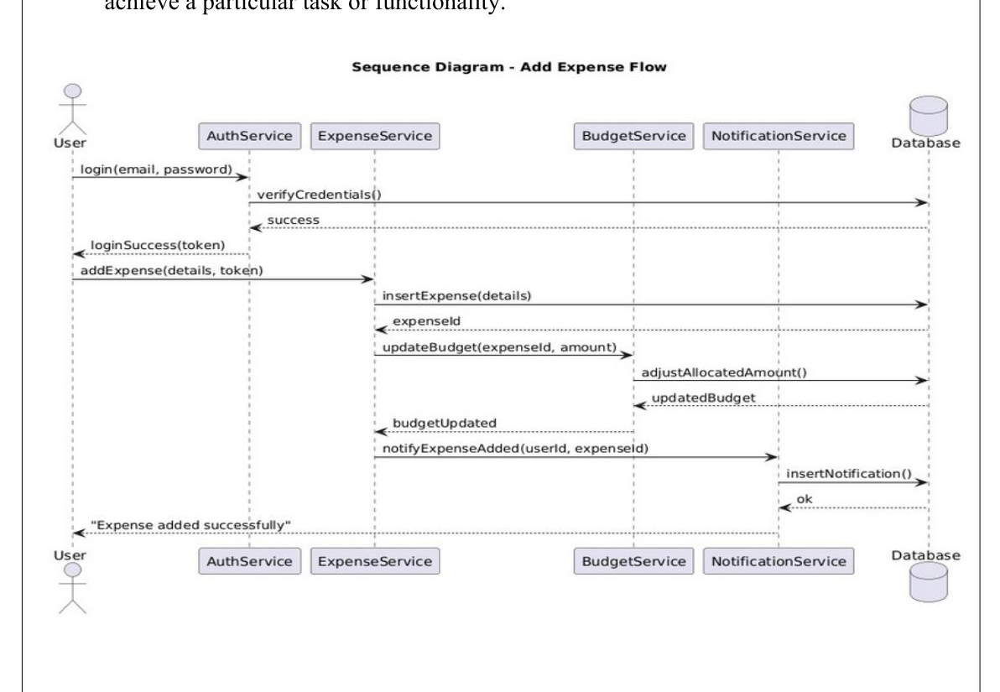 achieve a particular task or functionality.
Sequence Diagram - Add Expense Flow
User
AuthService
ExpenseService
BudgetService
NotificationService
Database
login(email, password)
verifyCredentials()
success
loginSuccess(token)
addExpense(details, token)
insertExpense(details)
expenseId
updateBudget(expenseId, amount)
adjustAllocatedAmount()
updatedBudget
budgetUpdated
notifyExpenseAdded(userId, expenseId)
insertNotification()
ok
"Expense added successfully"
User
AuthService
ExpenseService
BudgetService
NotificationService
Database